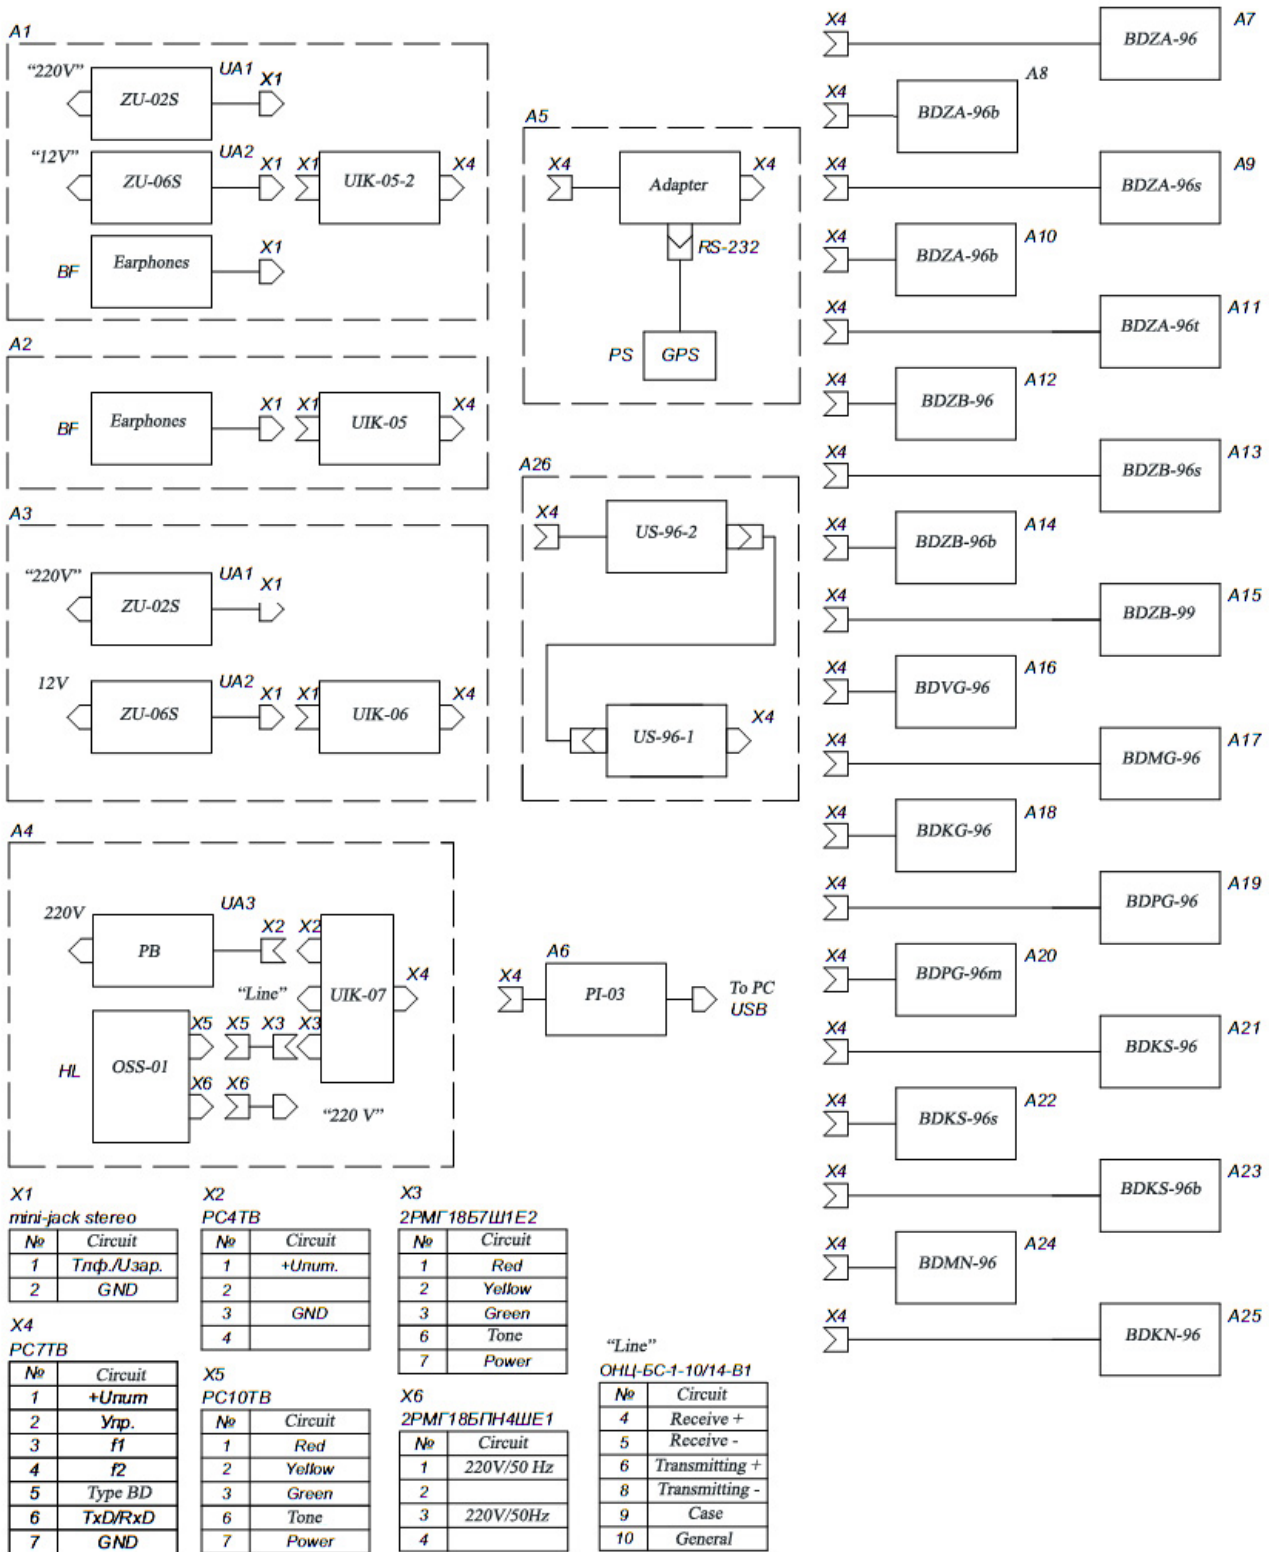 A1
“220V”
ZU-02S
UA1
X1
“12V”
ZU-06S
UA2
X1
X1
UIK-05-2
X4
BF
Earphones
X1
A2
BF
Earphones
X1
X1
UIK-05
X4
A3
“220V”
ZU-02S
UA1
X1
12V
ZU-06S
UA2
X1
X1
UIK-06
X4
A4
220V
PB
UA3
X2
X2
“Line”
UIK-07
X4
HL
OSS-01
X5
X5
X3
X3
X6
X6
“220 V”
A5
X4
Adapter
X4
RS-232
PS
GPS
A26
X4
US-96-2
US-96-1
X4
A6
X4
PI-03
To PC
USB
X4
BDZA-96
A7
X4
BDZA-96b
A8
X4
BDZA-96s
A9
X4
BDZA-96b
A10
X4
BDZA-96t
A11
X4
BDZB-96
A12
X4
BDZB-96s
A13
X4
BDZB-96b
A14
X4
BDZB-99
A15
X4
BDVG-96
A16
X4
BDMG-96
A17
X4
BDKG-96
A18
X4
BDPG-96
A19
X4
BDPG-96m
A20
X4
BDKS-96
A21
X4
BDKS-96s
A22
X4
BDKS-96b
A23
X4
BDMN-96
A24
X4
BDKN-96
A25
X1
mini-jack stereo
№ Circuit
1 Тлф./Uзар.
2 GND
X2
РС4ТВ
№ Circuit
1 +Uпит.
2
3 GND
4
X3
2РМГ18Б7Ш1Е2
№ Circuit
1 Red
2 Yellow
3 Green
6 Tone
7 Power
X4
РС7ТВ
№ Circuit
1 +Uпит
2 Упр.
3 f1
4 f2
5 Type BD
6 TxD/RxD
7 GND
X5
РС10ТВ
№ Circuit
1 Red
2 Yellow
3 Green
6 Tone
7 Power
X6
2РМГ18БПН4ШЕ1
№ Circuit
1 220V/50 Hz
2
3 220V/50Hz
4
“Line”
ОНЦ-БС-1-10/14-В1
№ Circuit
4 Receive +
5 Receive -
6 Transmitting +
8 Transmitting -
9 Case
10 General